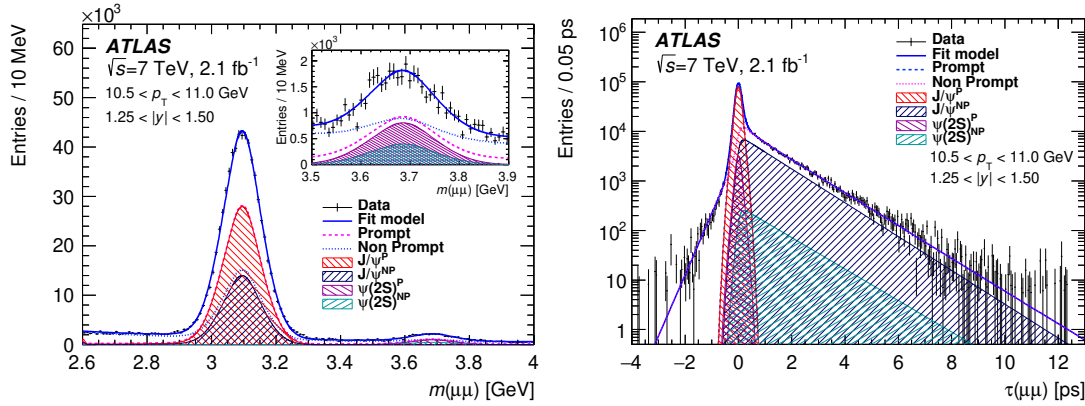 Entries / 10 MeV
×10³
60
50
40
30
20
10
0
2.6
2.8
3
3.2
3.4
3.6
3.8
4
m(μμ) [GeV]
ATLAS
√s=7 TeV, 2.1 fb⁻¹
10.5 < p_T < 11.0 GeV
1.25 < |y| < 1.50
×10³
Entries / 10 MeV
2
1.5
1
0.5
0
3.5
3.6
3.7
3.8
3.9
m(μμ) [GeV]
Data
Fit model
Prompt
Non Prompt
J/ψᴾ
J/ψᴺᴾ
ψ(2S)ᴾ
ψ(2S)ᴺᴾ
Entries / 0.05 ps
10⁶
10⁵
10⁴
10³
10²
10
1
−4
−2
0
2
4
6
8
10
12
τ(μμ) [ps]
ATLAS
√s=7 TeV, 2.1 fb⁻¹
Data
Fit model
Prompt
Non Prompt
J/ψᴾ
J/ψᴺᴾ
ψ(2S)ᴾ
ψ(2S)ᴺᴾ
10.5 < p_T < 11.0 GeV
1.25 < |y| < 1.50